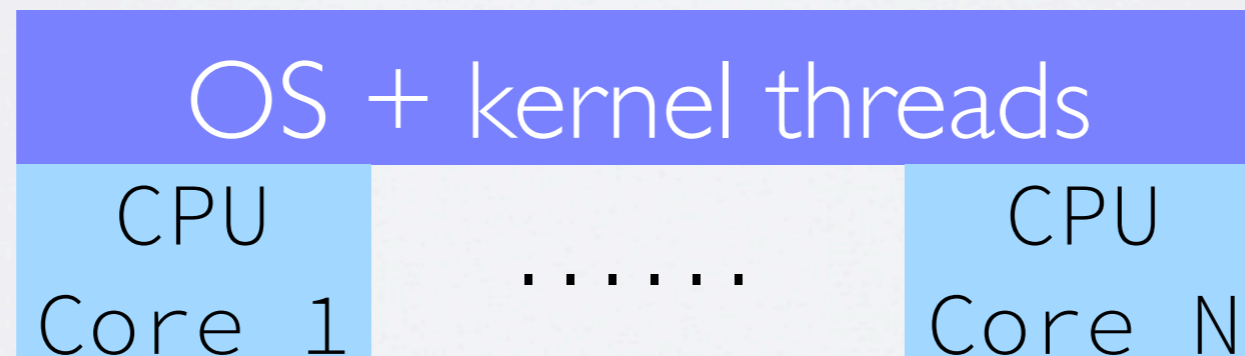 OS + kernel threads
CPU
Core 1
......
CPU
Core N